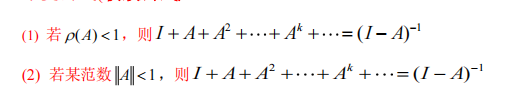 (1) 若 ρ(A)<1，则 I + A + A² + ⋯ + Aᵏ + ⋯ = (I − A)⁻¹
(2) 若某范数‖A‖<1，则 I + A + A² + ⋯ + Aᵏ + ⋯ = (I − A)⁻¹